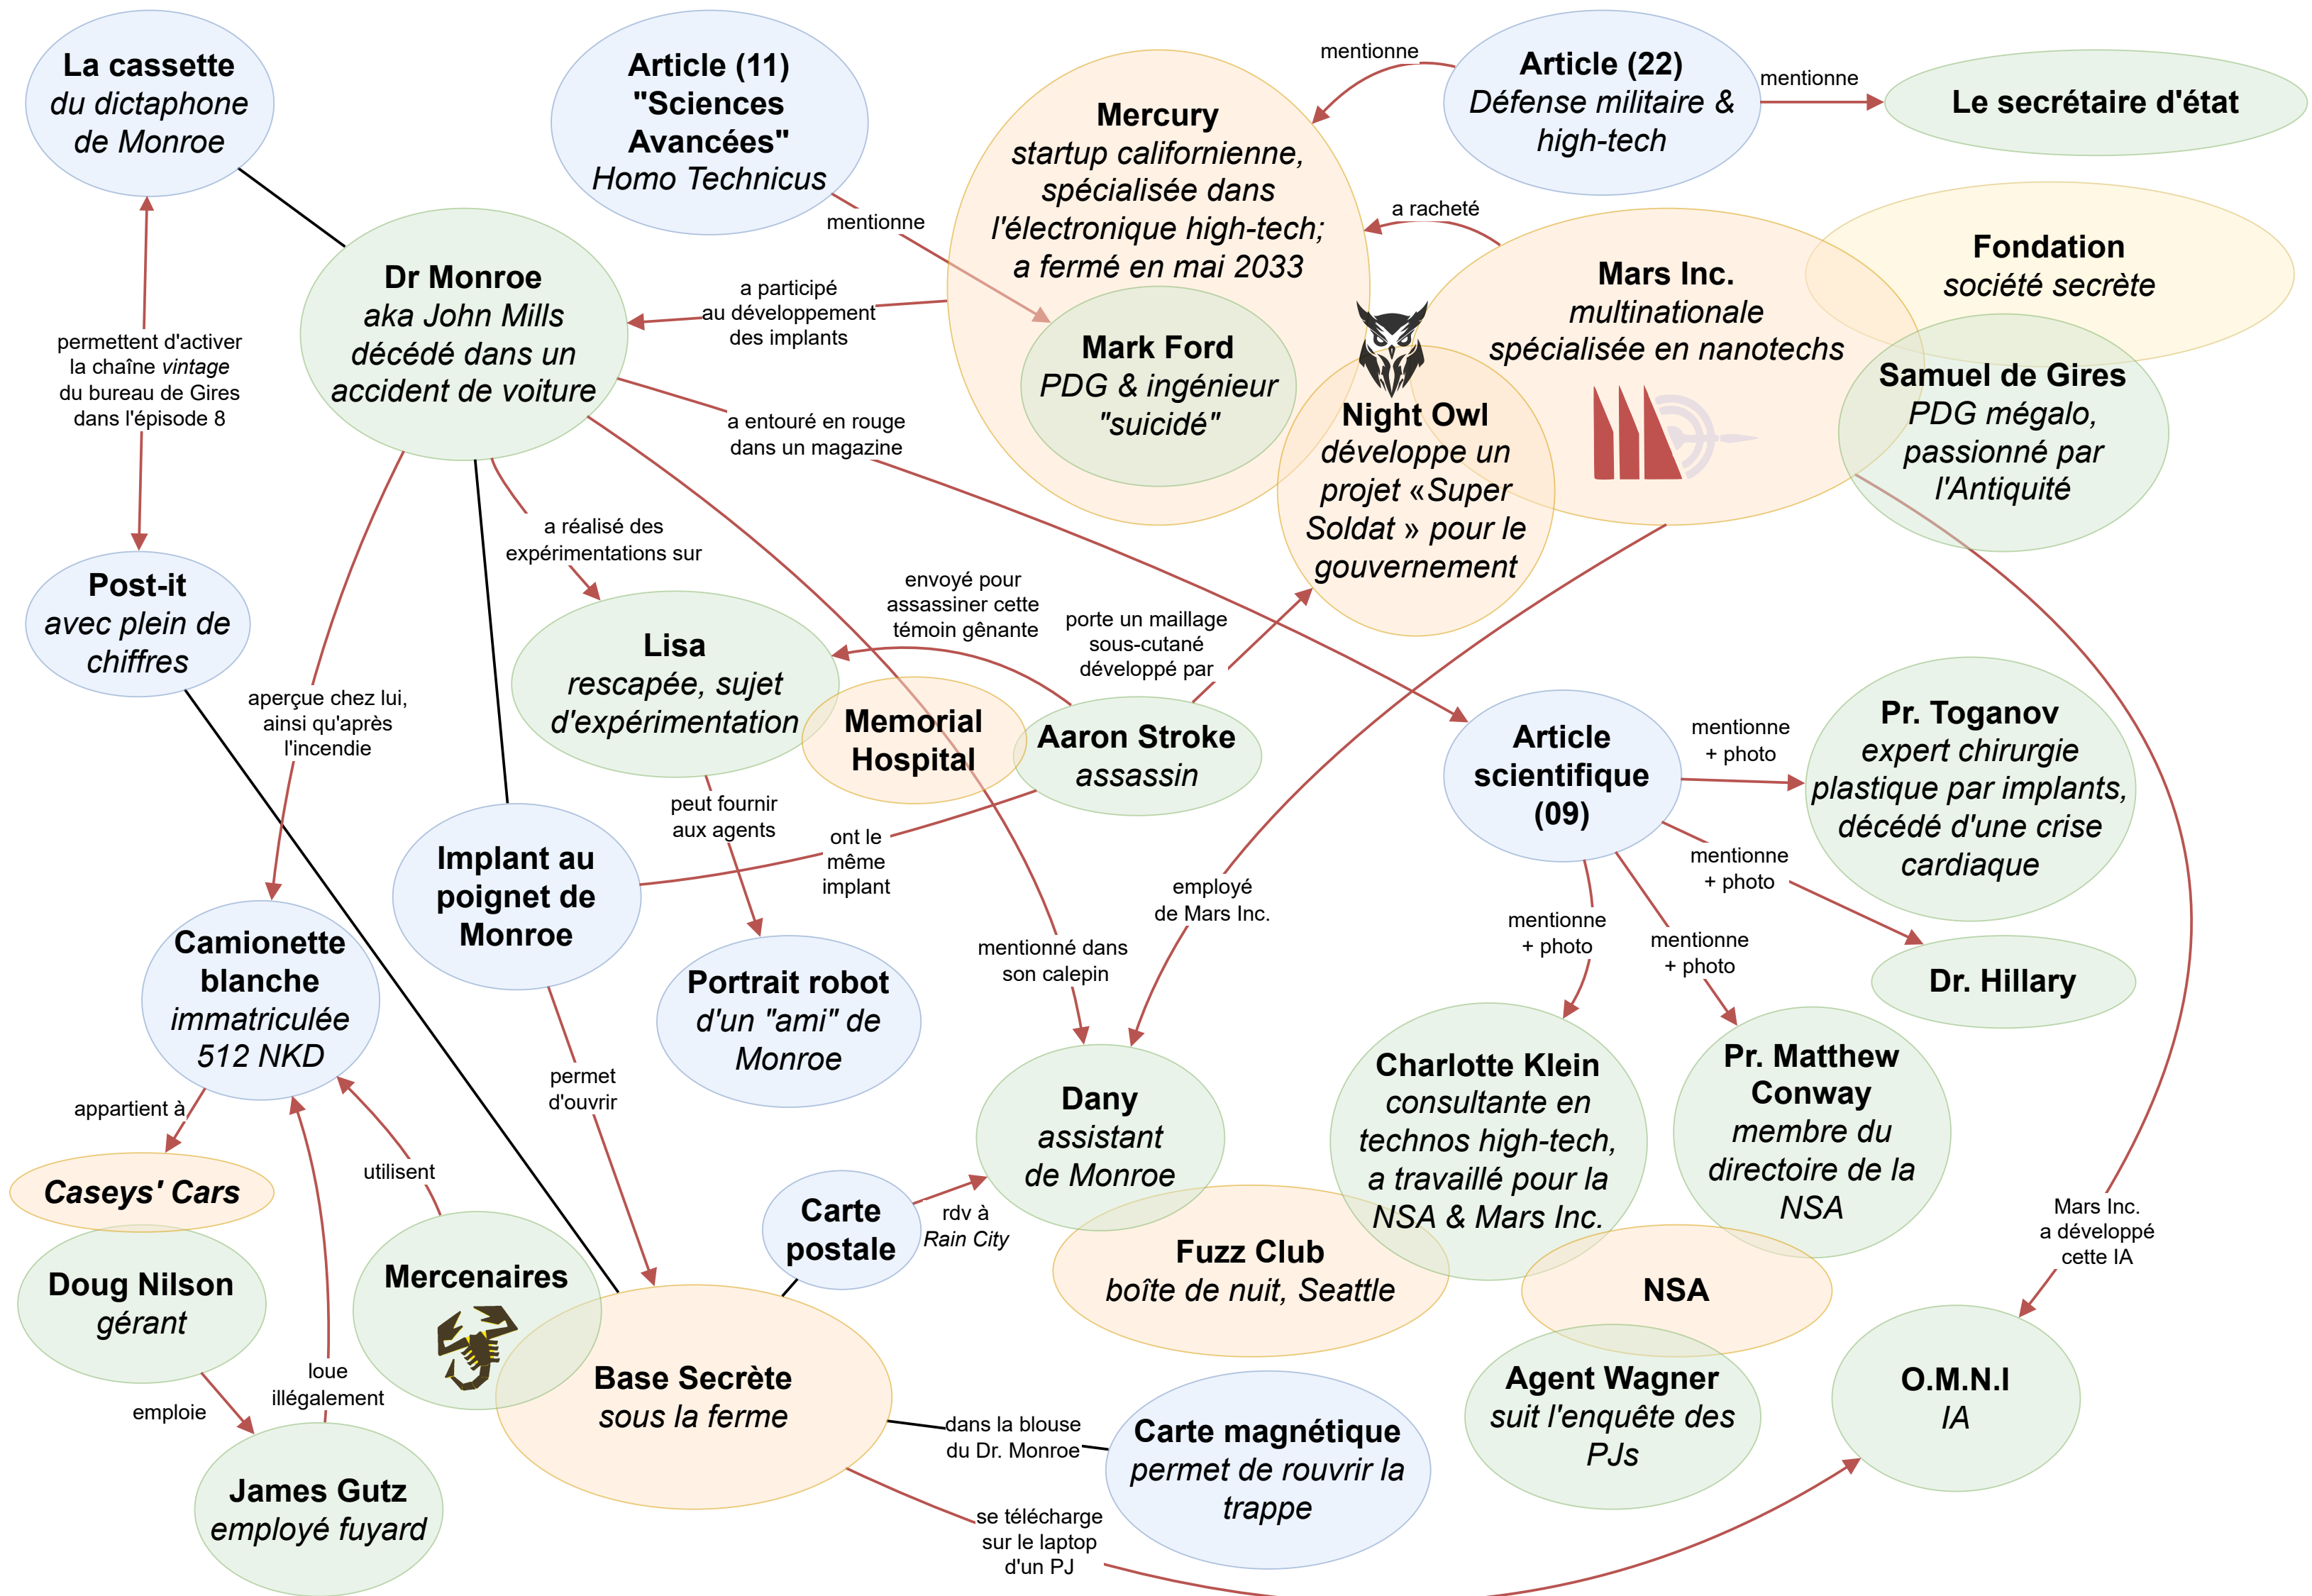 La cassette
du dictaphone
de Monroe
Article (11)
"Sciences
Avancées"
Homo Technicus
mentionne
Mercury
startup californienne,
spécialisée dans
l'électronique high-tech;
a fermé en mai 2033
mentionne
Article (22)
Défense militaire &
high-tech
mentionne
Le secrétaire d'état
a racheté
Fondation
société secrète
Mars Inc.
multinationale
spécialisée en nanotechs
Samuel de Gires
PDG mégalo,
passionné par
l'Antiquité
Dr Monroe
aka John Mills
décédé dans un
accident de voiture
a participé
au développement
des implants
Mark Ford
PDG & ingénieur
"suicidé"
Night Owl
développe un
projet «Super
Soldat » pour le
gouvernement
permettent d'activer
la chaîne vintage
du bureau de Gires
dans l'épisode 8
a entouré en rouge
dans un magazine
a réalisé des
expérimentations sur
Post-it
avec plein de
chiffres
envoyé pour
assassiner cette
témoin gênante
porte un maillage
sous-cutané
développé par
Lisa
rescapée, sujet
d'expérimentation
Memorial
Hospital
Aaron Stroke
assassin
aperçue chez lui,
ainsi qu'après
l'incendie
Article
scientifique
(09)
mentionne
+ photo
Pr. Toganov
expert chirurgie
plastique par implants,
décédé d'une crise
cardiaque
peut fournir
aux agents
ont le
même
implant
Implant au
poignet de
Monroe
employé
de Mars Inc.
mentionne
+ photo
mentionne
+ photo
mentionne
+ photo
Dr. Hillary
mentionné dans
son calepin
Camionette
blanche
immatriculée
512 NKD
Portrait robot
d'un "ami" de
Monroe
permet
d'ouvrir
Dany
assistant
de Monroe
Charlotte Klein
consultante en
technos high-tech,
a travaillé pour la
NSA & Mars Inc.
Pr. Matthew
Conway
membre du
directoire de la
NSA
appartient à
utilisent
Caseys' Cars
Carte
postale
rdv à
Rain City
Mars Inc.
a développé
cette IA
Doug Nilson
gérant
Mercenaires
Fuzz Club
boîte de nuit, Seattle
NSA
loue
illégalement
emploie
Base Secrète
sous la ferme
Agent Wagner
suit l'enquête des
PJs
O.M.N.I
IA
dans la blouse
du Dr. Monroe
Carte magnétique
permet de rouvrir la
trappe
James Gutz
employé fuyard
se télécharge
sur le laptop
d'un PJ